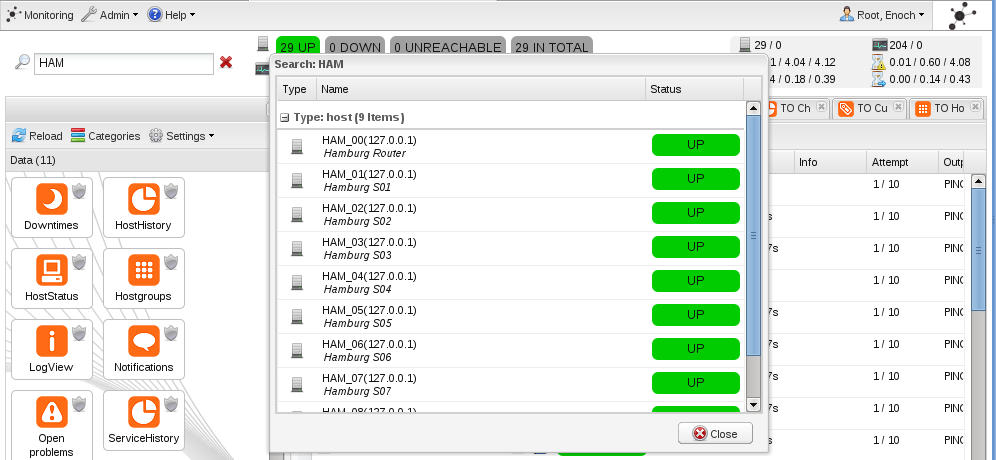 Monitoring Admin Help Root, Enoch
HAM
29 UP 0 DOWN 0 UNREACHABLE 29 IN TOTAL
29 / 0 204 / 0
/ 4.04 / 4.12 0.01 / 0.60 / 4.08
/ 0.18 / 0.39 0.00 / 0.14 / 0.43
Search: HAM
Type Name Status
Type: host (9 Items)
HAM_00(127.0.0.1) UP
Hamburg Router
HAM_01(127.0.0.1) UP
Hamburg S01
HAM_02(127.0.0.1) UP
Hamburg S02
HAM_03(127.0.0.1) UP
Hamburg S03
HAM_04(127.0.0.1) UP
Hamburg S04
HAM_05(127.0.0.1) UP
Hamburg S05
HAM_06(127.0.0.1) UP
Hamburg S06
HAM_07(127.0.0.1) UP
Hamburg S07
HAM_08(127.0.0.1)
Close
TO Ch TO Cu TO Ho
Reload Categories Settings
Data (11)
Downtimes HostHistory
HostStatus Hostgroups
LogView Notifications
Open problems ServiceHistory
Info Attempt Outp
1 / 10 PING
1 / 10 PING
7s 1 / 10 PING
1 / 10 PING
7s 1 / 10 PING
7s 1 / 10 PING
7s 1 / 10 PING
7s 1 / 10 PING
1 / 10 PING